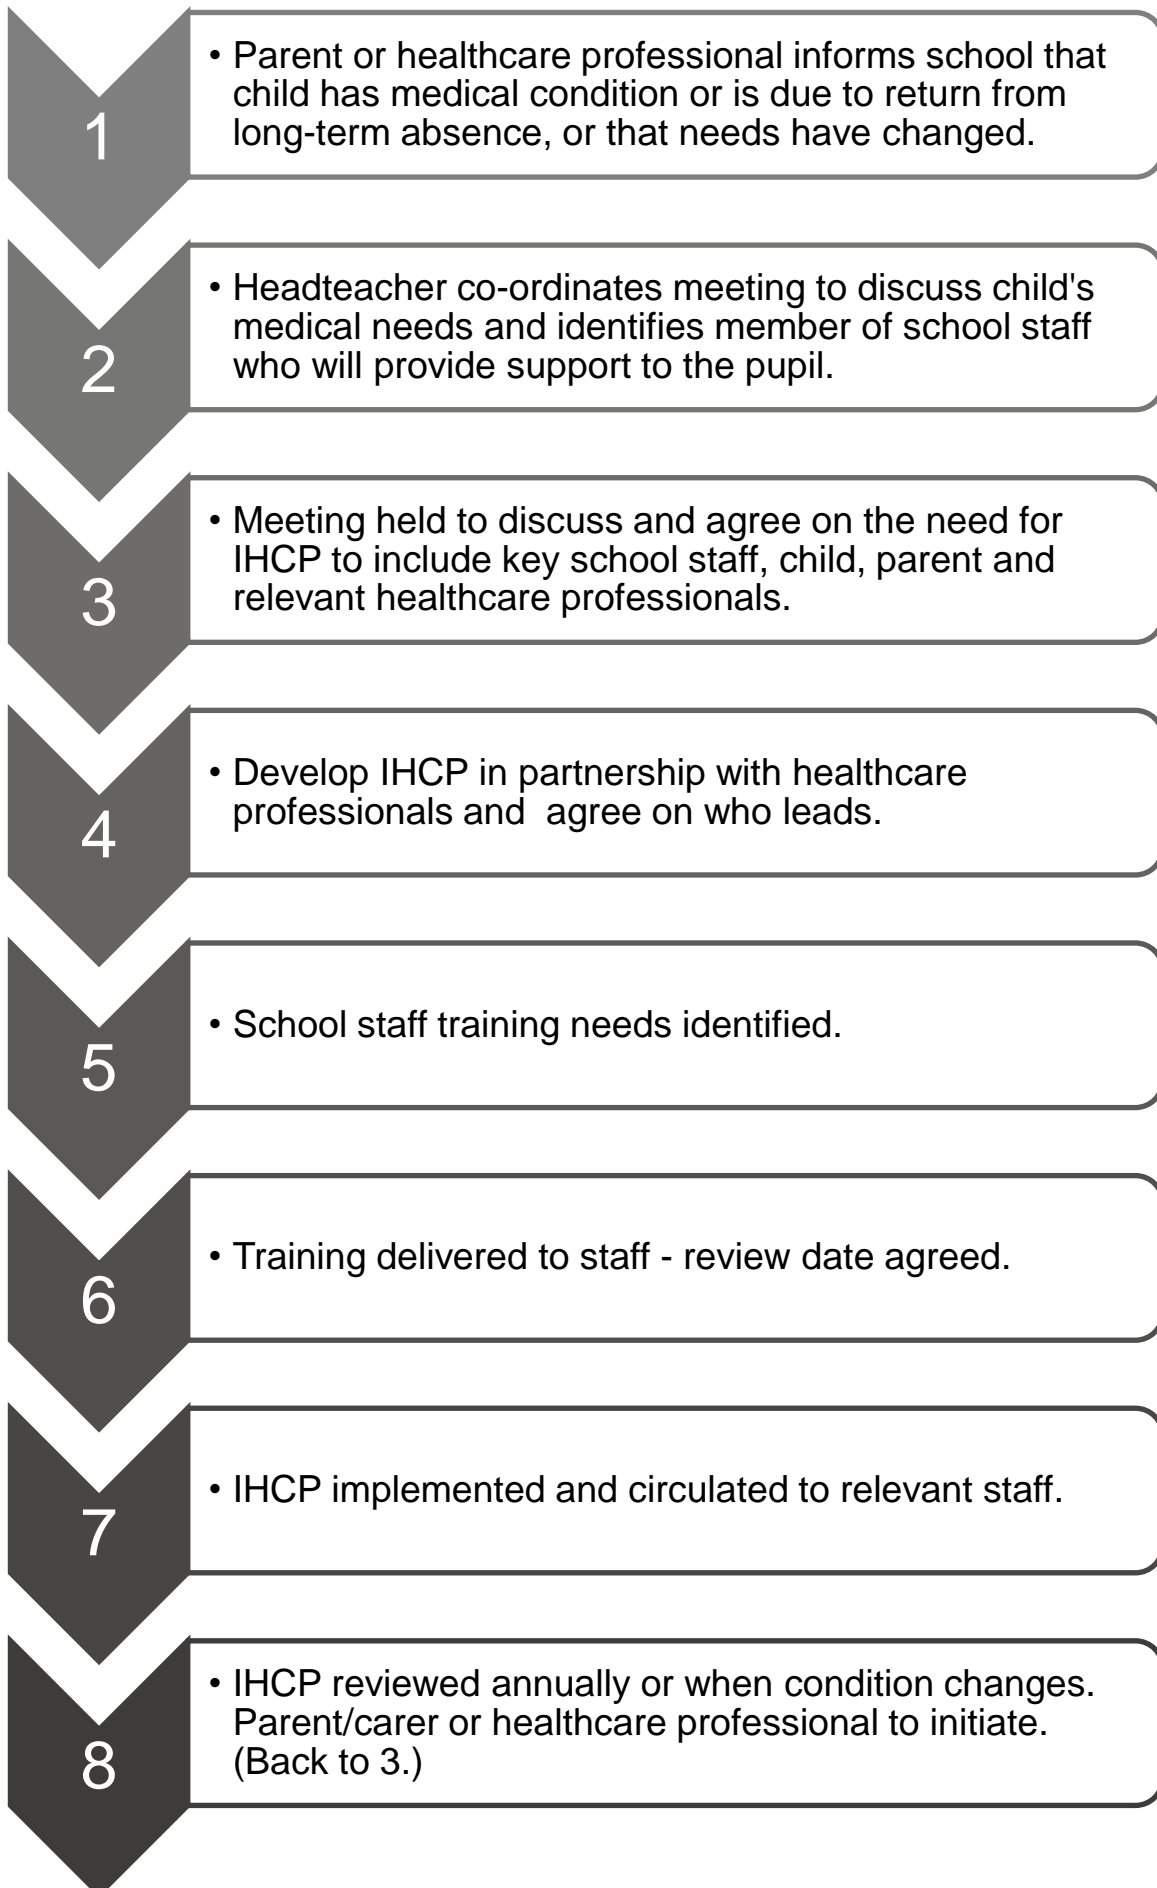 1
• Parent or healthcare professional informs school that
child has medical condition or is due to return from
long-term absence, or that needs have changed.
2
• Headteacher co-ordinates meeting to discuss child's
medical needs and identifies member of school staff
who will provide support to the pupil.
3
• Meeting held to discuss and agree on the need for
IHCP to include key school staff, child, parent and
relevant healthcare professionals.
4
• Develop IHCP in partnership with healthcare
professionals and  agree on who leads.
5
• School staff training needs identified.
6
• Training delivered to staff - review date agreed.
7
• IHCP implemented and circulated to relevant staff.
8
• IHCP reviewed annually or when condition changes.
Parent/carer or healthcare professional to initiate.
(Back to 3.)